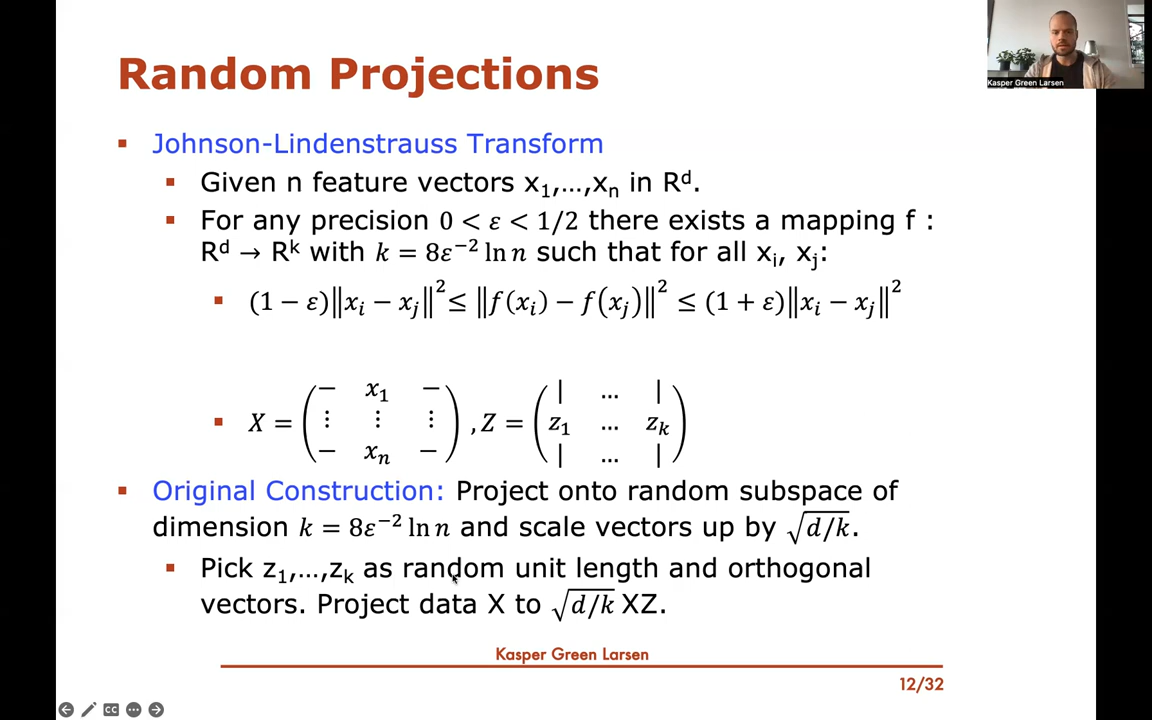 Random Projections
Kasper Green Larsen
▪ Johnson-Lindenstrauss Transform
▪ Given n feature vectors x₁,…,xₙ in Rᵈ.
▪ For any precision 0 < ε < 1/2 there exists a mapping f :
Rᵈ → Rᵏ with k = 8ε⁻² ln n such that for all xᵢ, xⱼ:
▪ (1 − ε)‖xᵢ − xⱼ‖² ≤ ‖f(xᵢ) − f(xⱼ)‖² ≤ (1 + ε)‖xᵢ − xⱼ‖²
− x₁ − | … |
▪ X = ( ⋮ ⋮ ⋮ ) , Z = ( z₁ … zₖ )
− xₙ − | … |
▪ Original Construction: Project onto random subspace of
dimension k = 8ε⁻² ln n and scale vectors up by √(d/k).
▪ Pick z₁,…,zₖ as random unit length and orthogonal
vectors. Project data X to √(d/k) XZ.
Kasper Green Larsen
12/32
CC